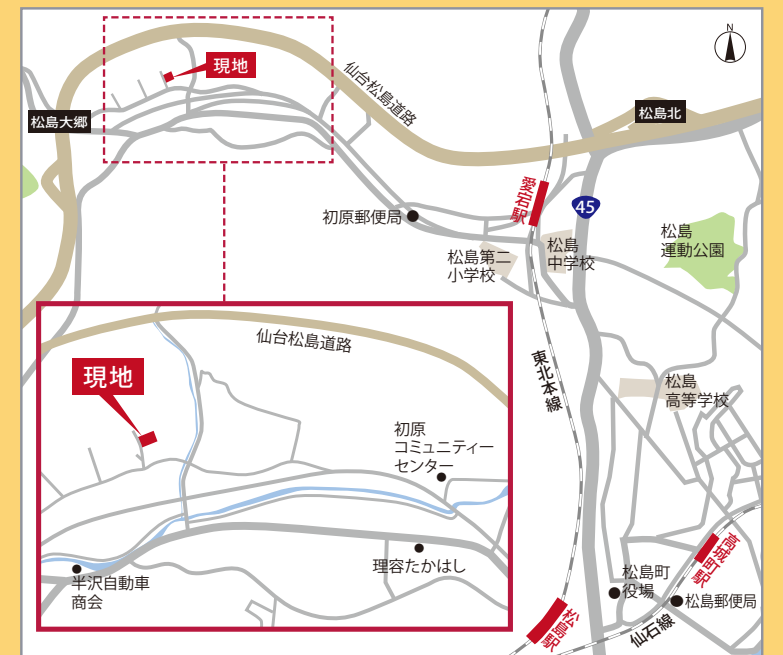 N
現地
仙台松島道路
松島大郷
松島北
愛宕駅
45
初原郵便局
松島
運動公園
松島
中学校
松島第二
小学校
仙台松島道路
現地
東北本線
松島
高等学校
初原
コミュニティー
センター
理容たかはし
半沢自動車
商会
高城町駅
松島町
役場
松島郵便局
松島駅
仙石線